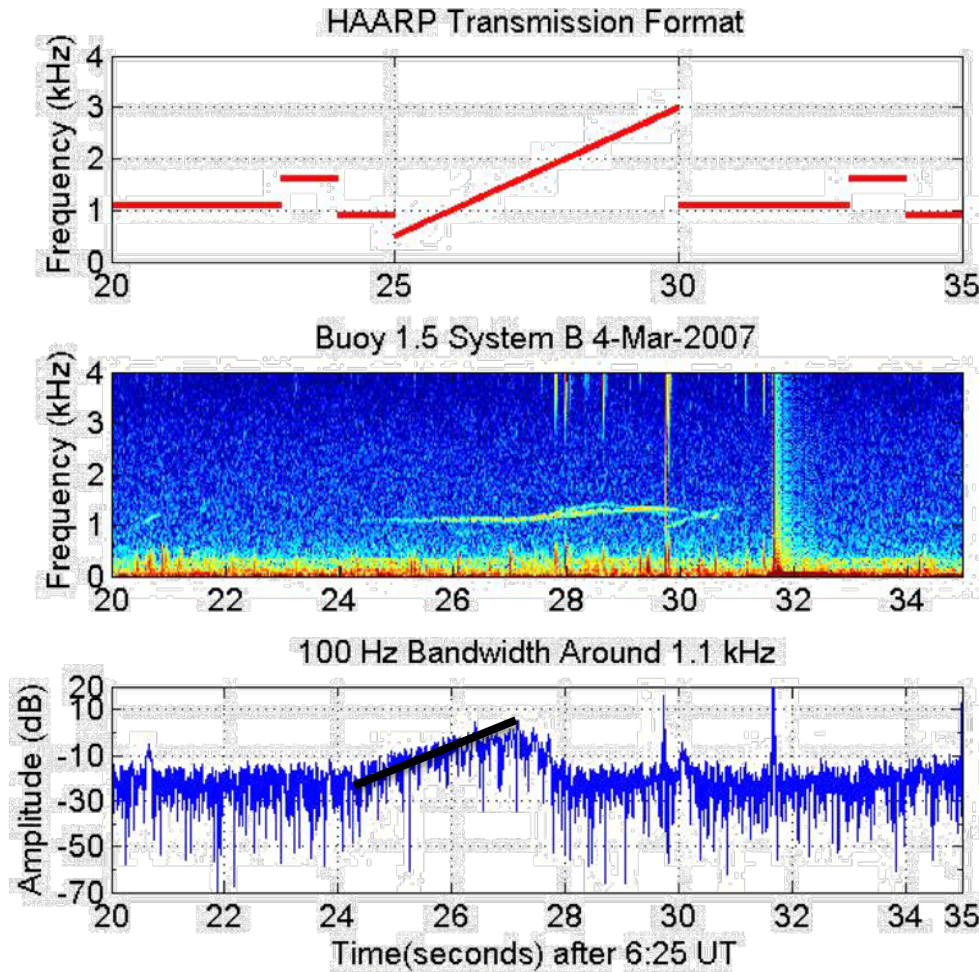 HAARP Transmission Format
Frequency (kHz)
4
3
2
1
0
20 25 30 35
Buoy 1.5 System B 4-Mar-2007
Frequency (kHz)
4
3
2
1
0
20 22 24 26 28 30 32 34
100 Hz Bandwidth Around 1.1 kHz
Amplitude (dB)
20
10
-10
-30
-50
-70
20 22 24 26 28 30 32 34 35
Time(seconds) after 6:25 UT